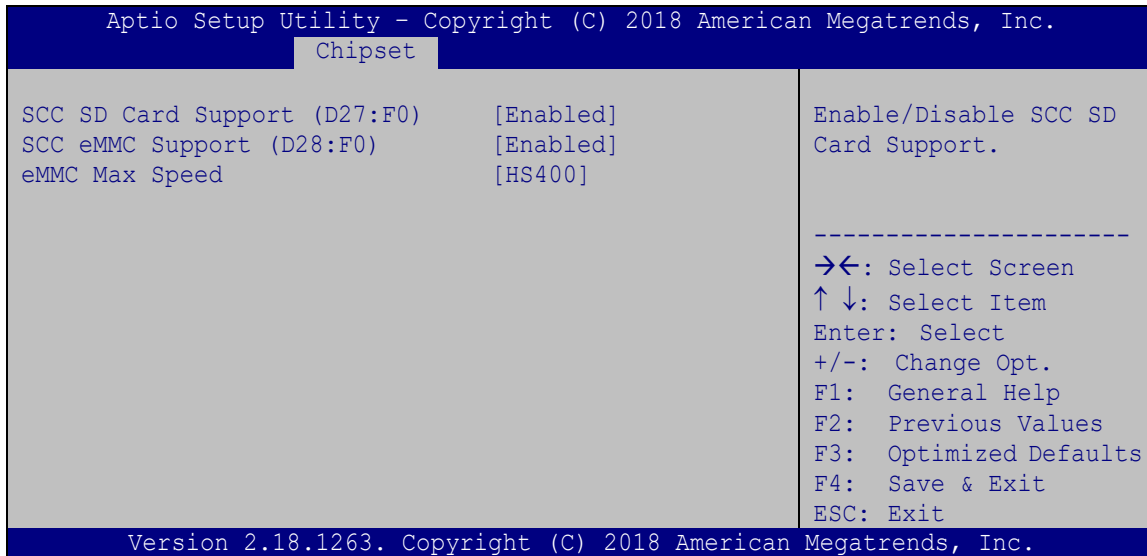 Aptio Setup Utility – Copyright (C) 2018 American Megatrends, Inc.
Chipset
SCC SD Card Support (D27:F0) [Enabled]
SCC eMMC Support (D28:F0) [Enabled]
eMMC Max Speed [HS400]
Enable/Disable SCC SD
Card Support.
----------------------
→←: Select Screen
↑ ↓: Select Item
Enter: Select
+/-: Change Opt.
F1: General Help
F2: Previous Values
F3: Optimized Defaults
F4: Save & Exit
ESC: Exit
Version 2.18.1263. Copyright (C) 2018 American Megatrends, Inc.